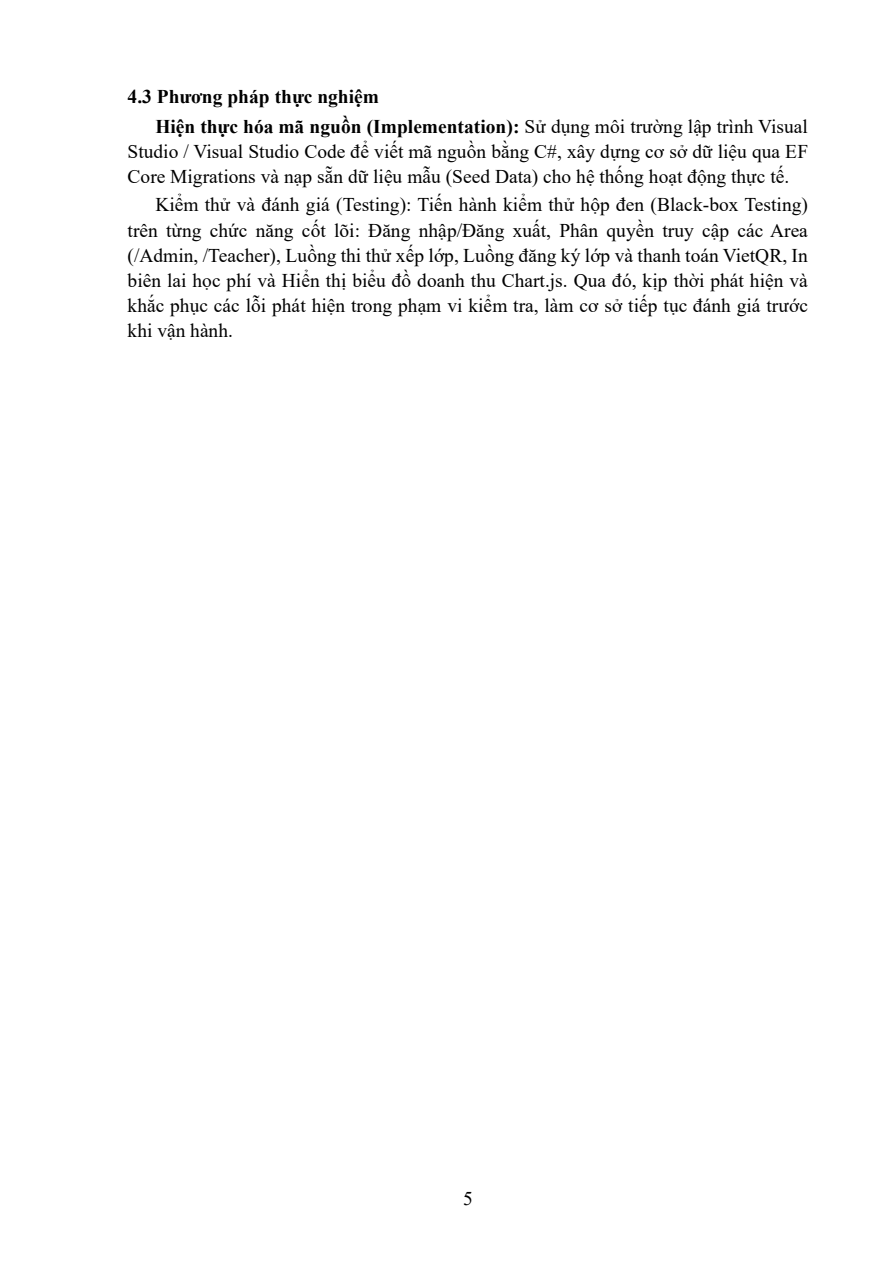 4.3 Phương pháp thực nghiệm
Hiện thực hóa mã nguồn (Implementation): Sử dụng môi trường lập trình Visual
Studio / Visual Studio Code để viết mã nguồn bằng C#, xây dựng cơ sở dữ liệu qua EF
Core Migrations và nạp sẵn dữ liệu mẫu (Seed Data) cho hệ thống hoạt động thực tế.
Kiểm thử và đánh giá (Testing): Tiến hành kiểm thử hộp đen (Black-box Testing)
trên từng chức năng cốt lõi: Đăng nhập/Đăng xuất, Phân quyền truy cập các Area
(/Admin, /Teacher), Luồng thi thử xếp lớp, Luồng đăng ký lớp và thanh toán VietQR, In
biên lai học phí và Hiển thị biểu đồ doanh thu Chart.js. Qua đó, kịp thời phát hiện và
khắc phục các lỗi phát hiện trong phạm vi kiểm tra, làm cơ sở tiếp tục đánh giá trước
khi vận hành.
5